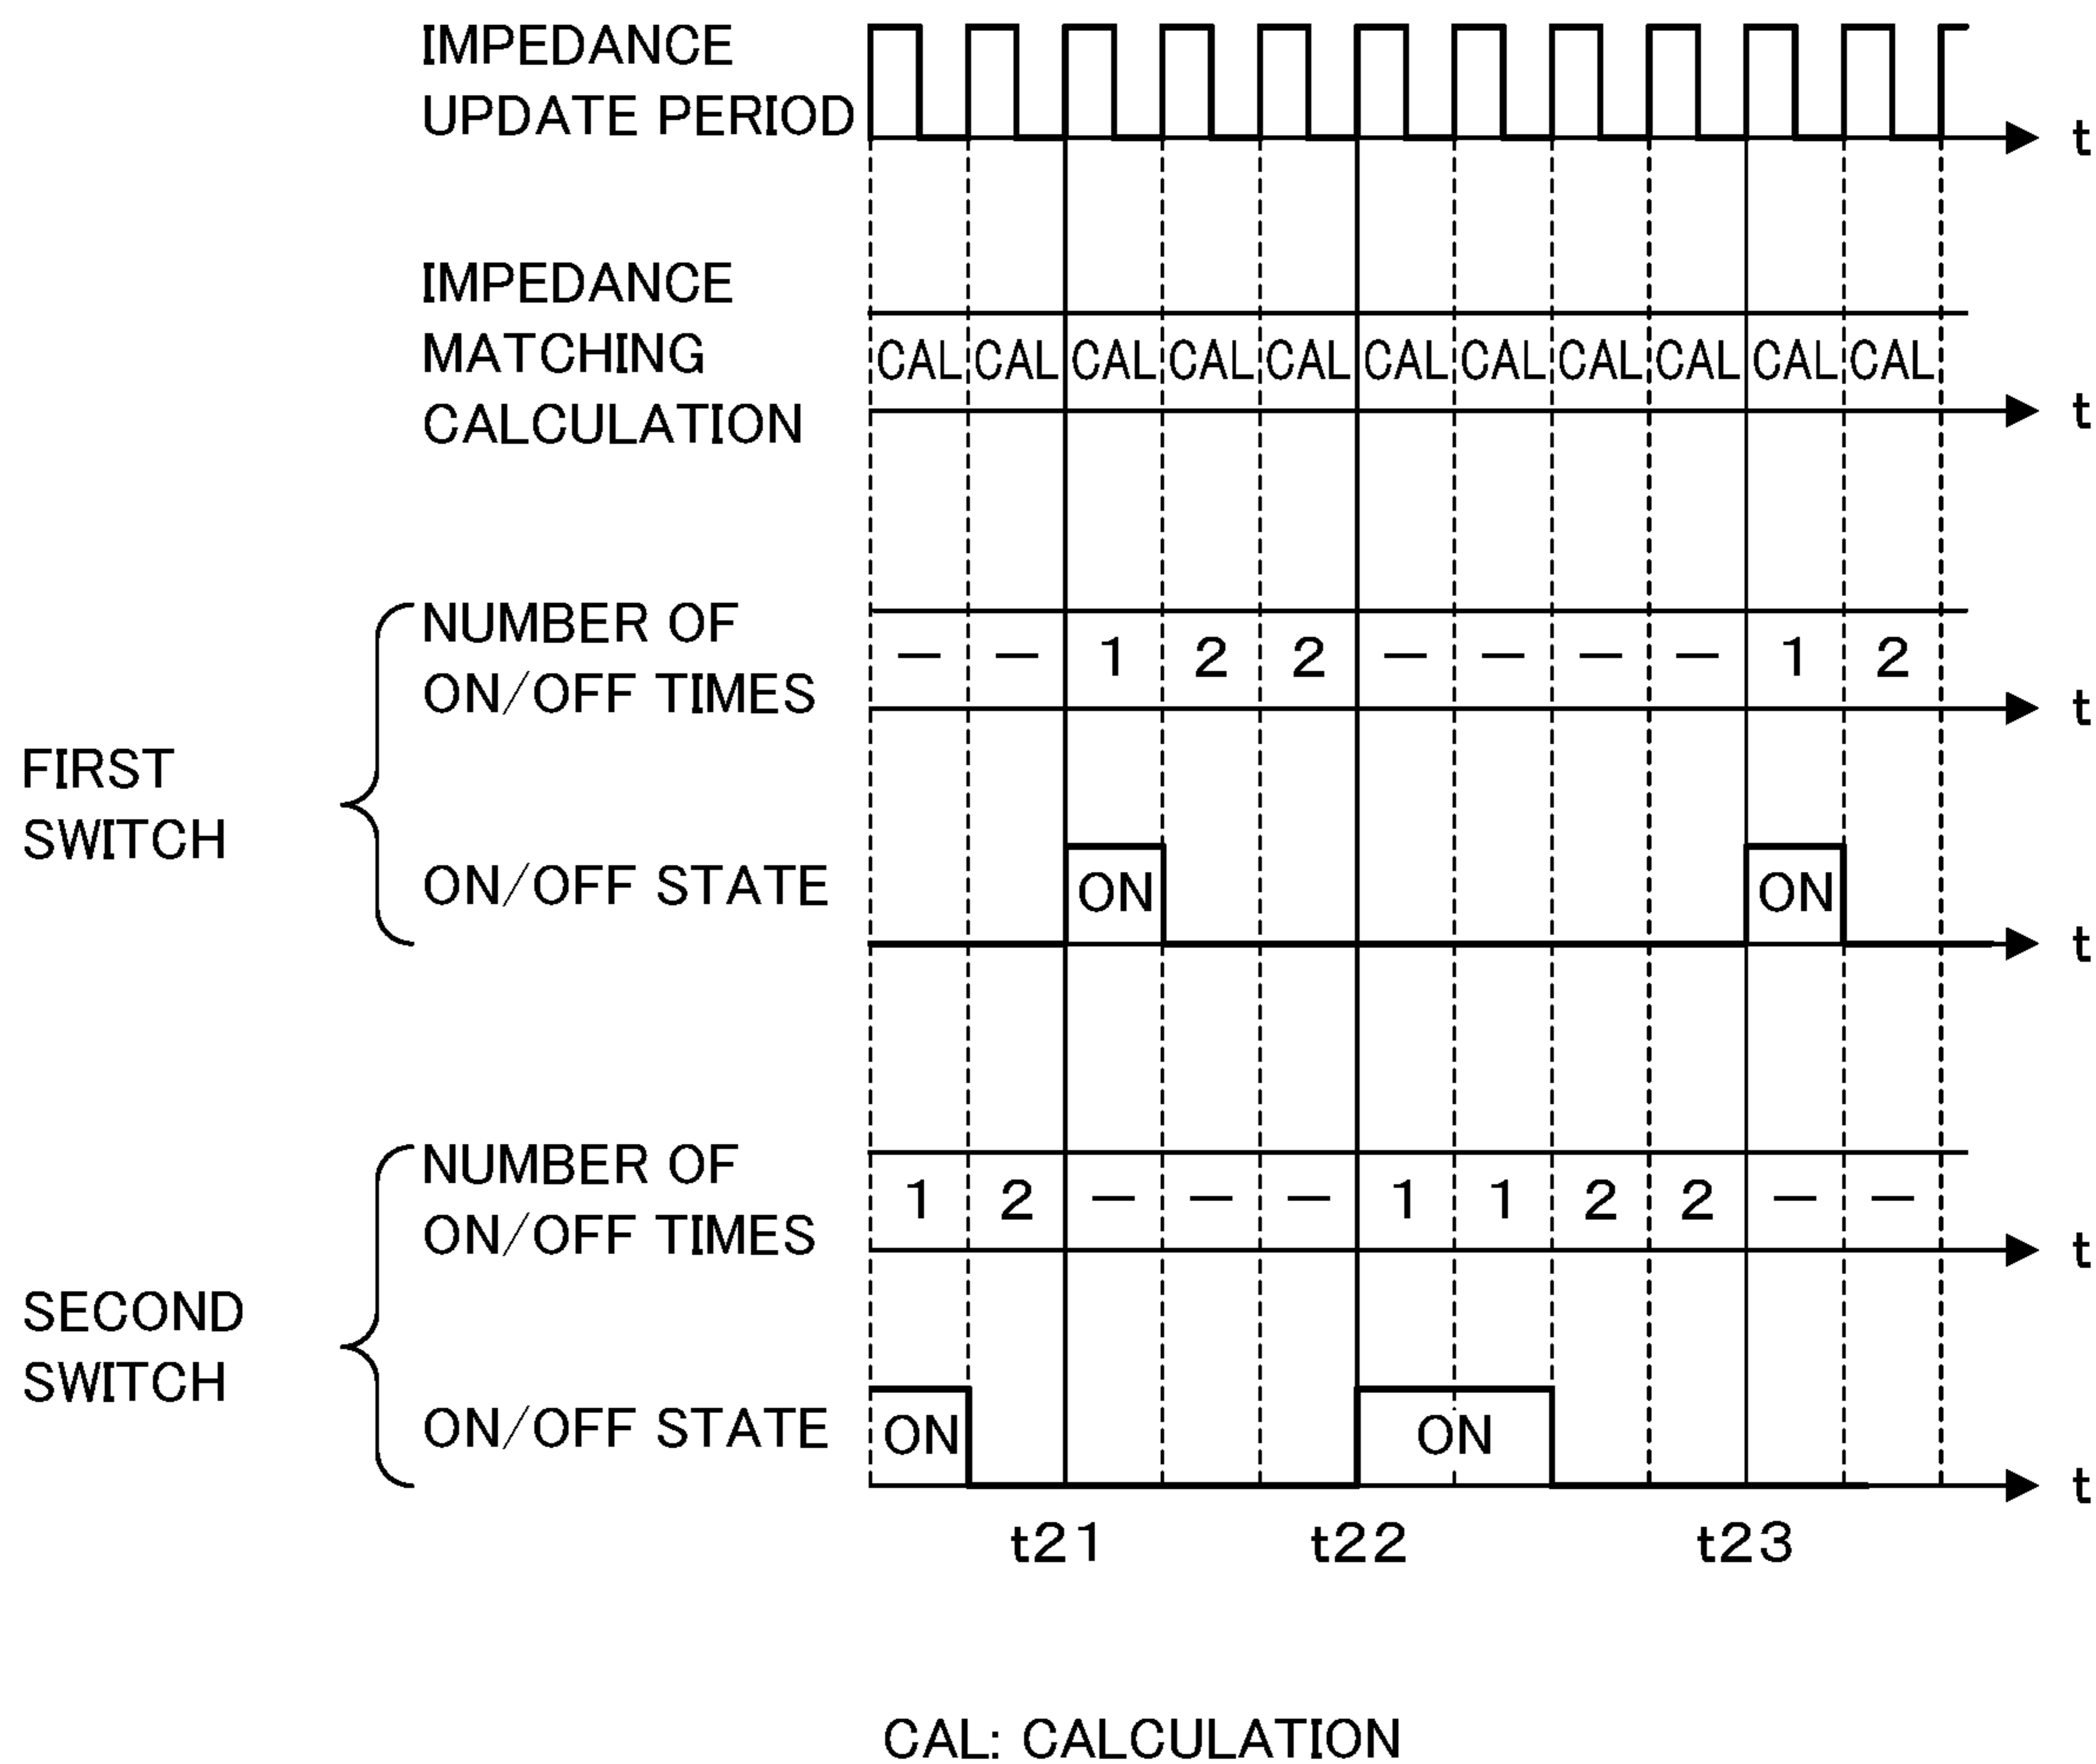 IMPEDANCE
UPDATE PERIOD
t
IMPEDANCE
MATCHING
CALCULATION
CAL CAL CAL CAL CAL CAL CAL CAL CAL CAL CAL
t
FIRST
SWITCH
NUMBER OF
ON/OFF TIMES
— — 1 2 2 — — — — 1 2
t
ON/OFF STATE
ON ON
t
SECOND
SWITCH
NUMBER OF
ON/OFF TIMES
1 2 — — — 1 1 2 2 — —
t
ON/OFF STATE
ON ON
t
t21 t22 t23
CAL: CALCULATION